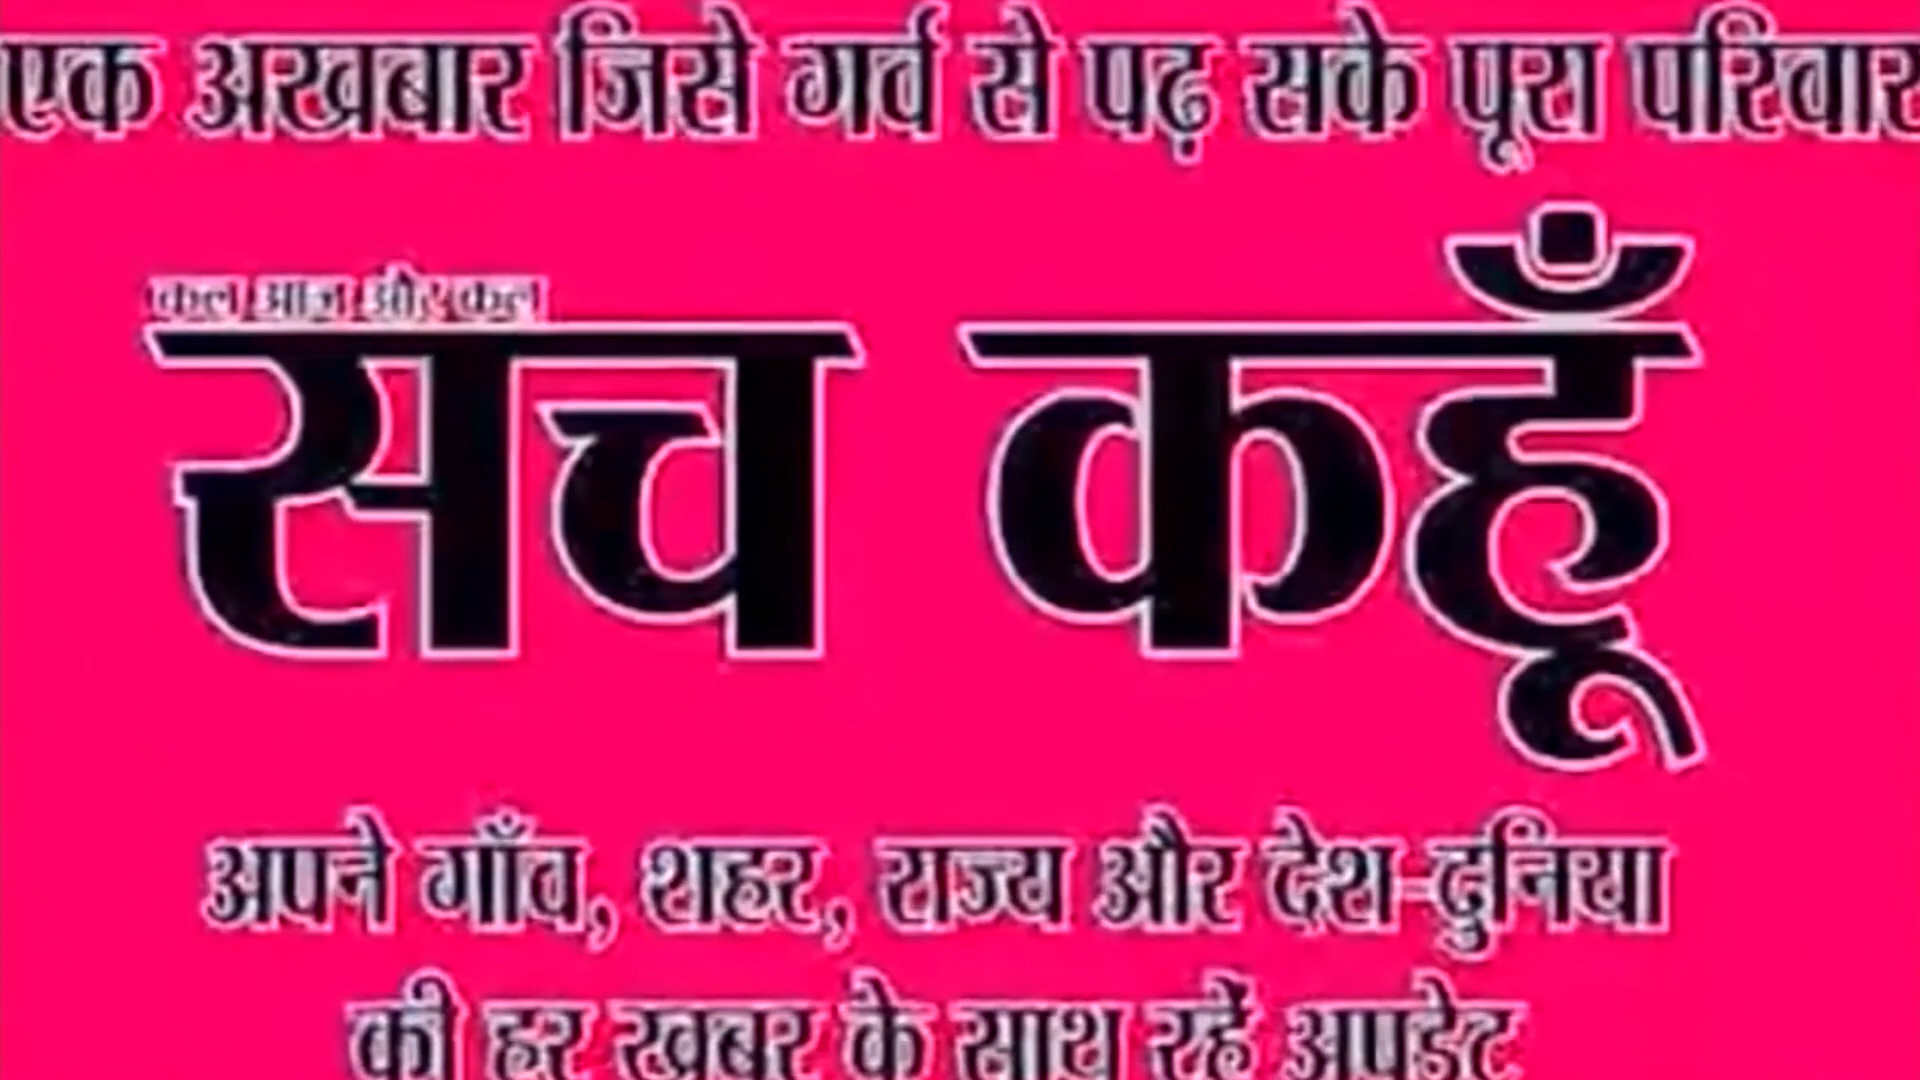 एक अखबार जिसे गर्व से पढ़ सके पूरा परिवार
कल आज और कल
सच कहूँ
अपने गाँव, शहर, राज्य और देश-दुनिया
की हर खबर के साथ रहें अपडेट